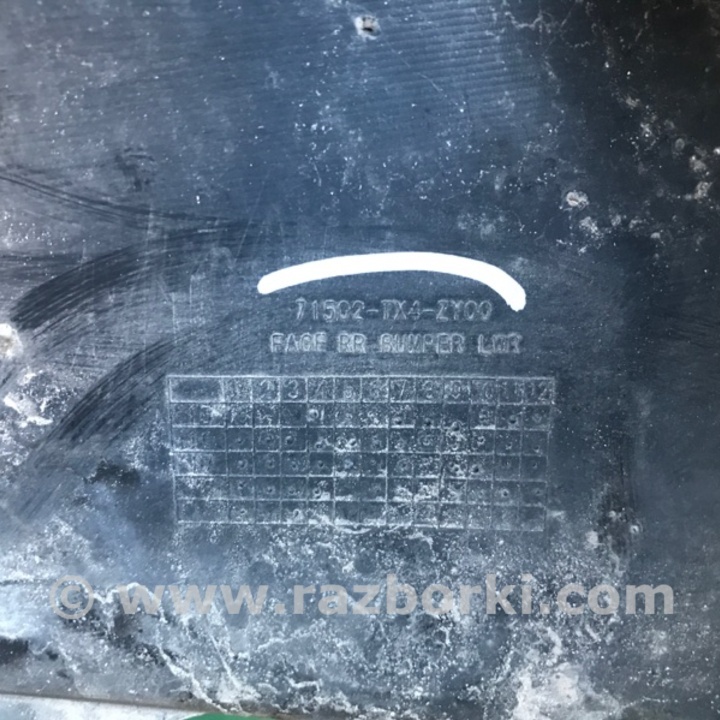 71502-TX4-ZY00
FACE RR BUMPER LWR
1 2 3 4 5 6 7 8 9 10 11 12
© www.razborki.com